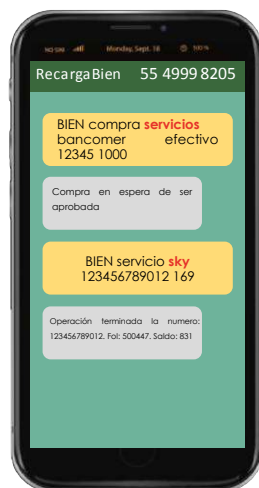 NO SIM Monday, Sept. 18 100%
RecargaBien 55 4999 8205
BIEN compra servicios
bancomer efectivo
12345 1000
Compra en espera de ser
aprobada
BIEN servicio sky
123456789012 169
Operación terminada la numero:
123456789012. Fol: 500447. Saldo: 831